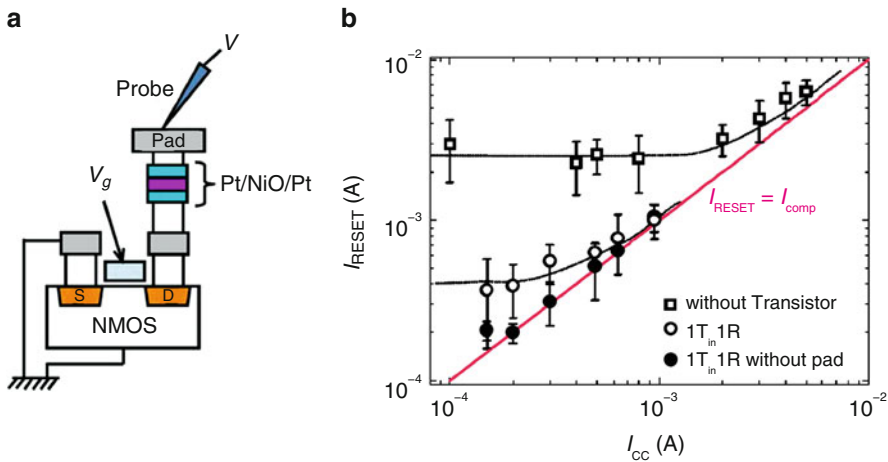 a
V
Probe
Pad
V_g
Pt/NiO/Pt
S
D
NMOS
b
10⁻²
10⁻³
10⁻⁴
I_RESET (A)
I_RESET = I_comp
without Transistor
1T_in1R
1T_in1R without pad
10⁻⁴
10⁻³
10⁻²
I_CC (A)